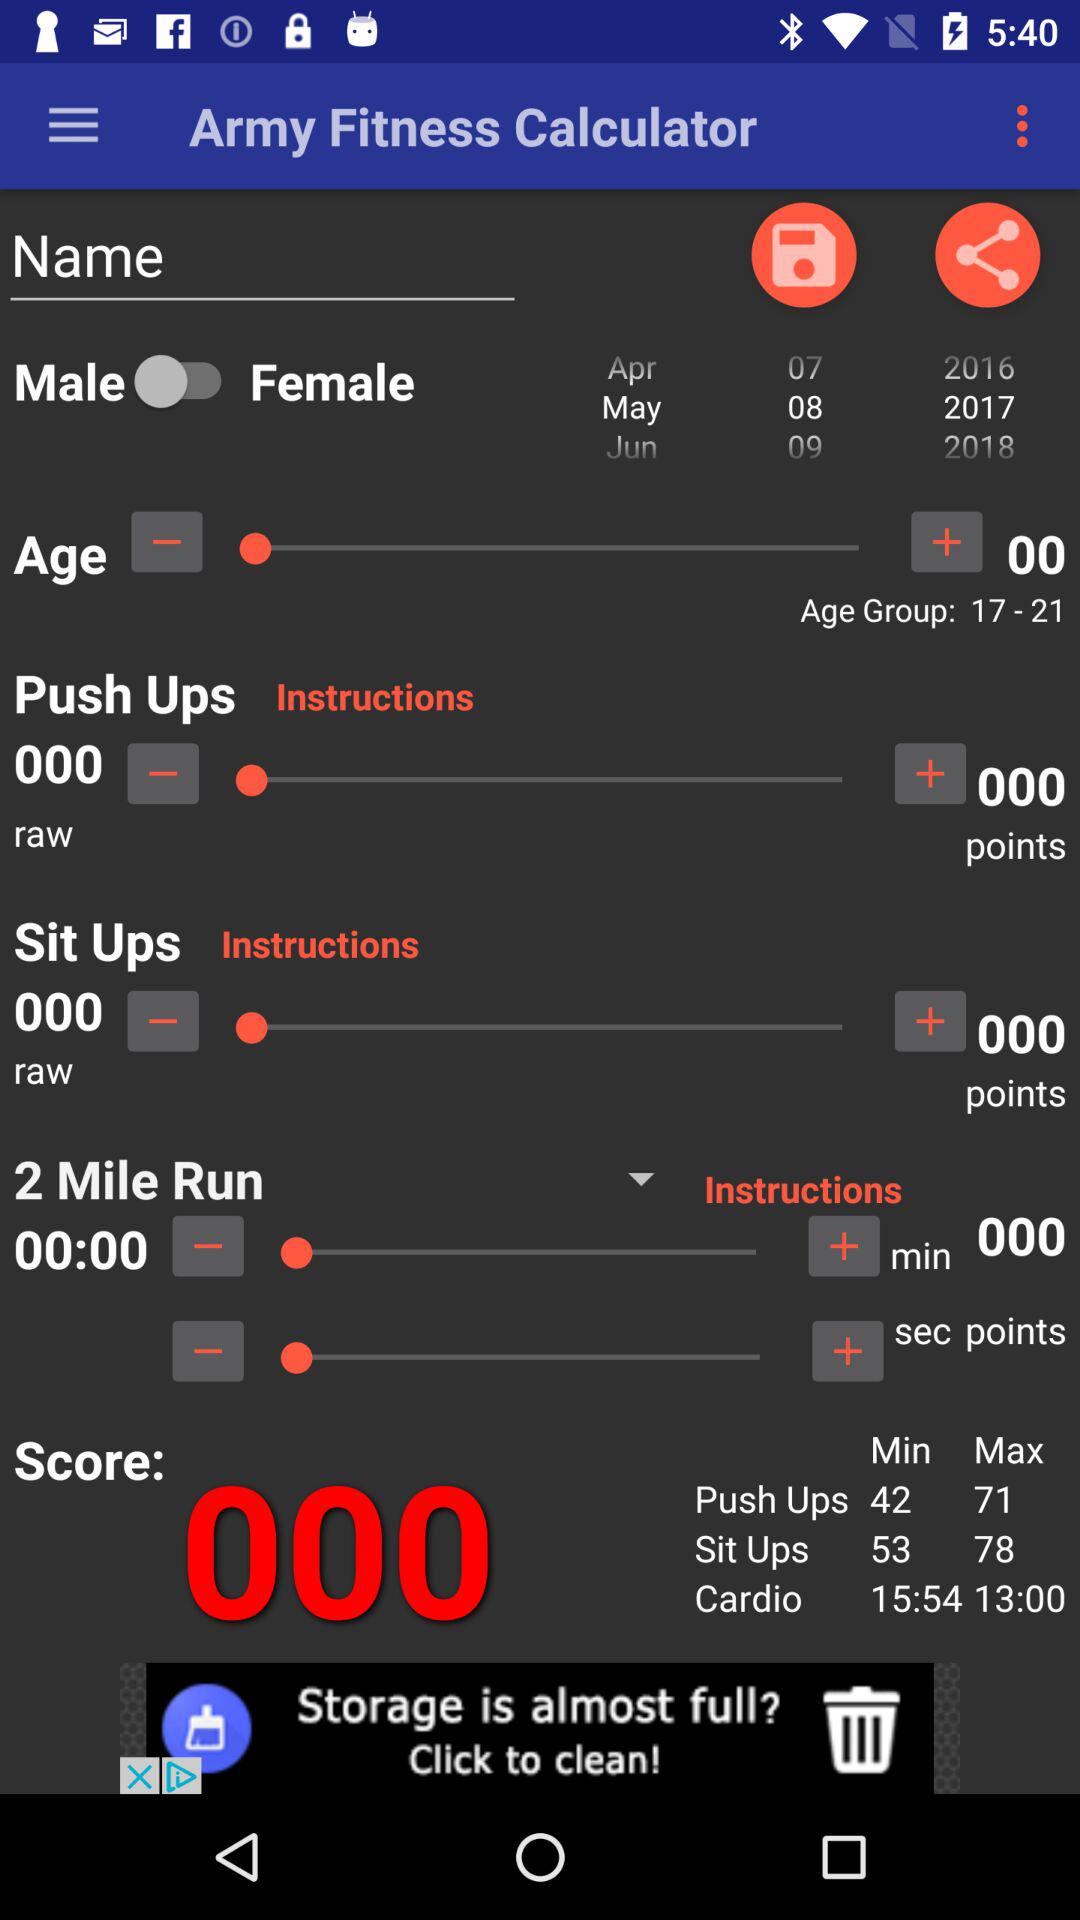 5:40
Army Fitness Calculator
Name
Male Female
Apr 07 2016
May 08 2017
Jun 09 2018
Age − + 00
Age Group: 17 - 21
Push Ups Instructions
000 − + 000
raw
points
Sit Ups Instructions
000 − + 000
raw
points
2 Mile Run Instructions
00:00 − + min 000
− + sec points
Score: 000
Min Max
Push Ups 42 71
Sit Ups 53 78
Cardio 15:54 13:00
Storage is almost full?
Click to clean!